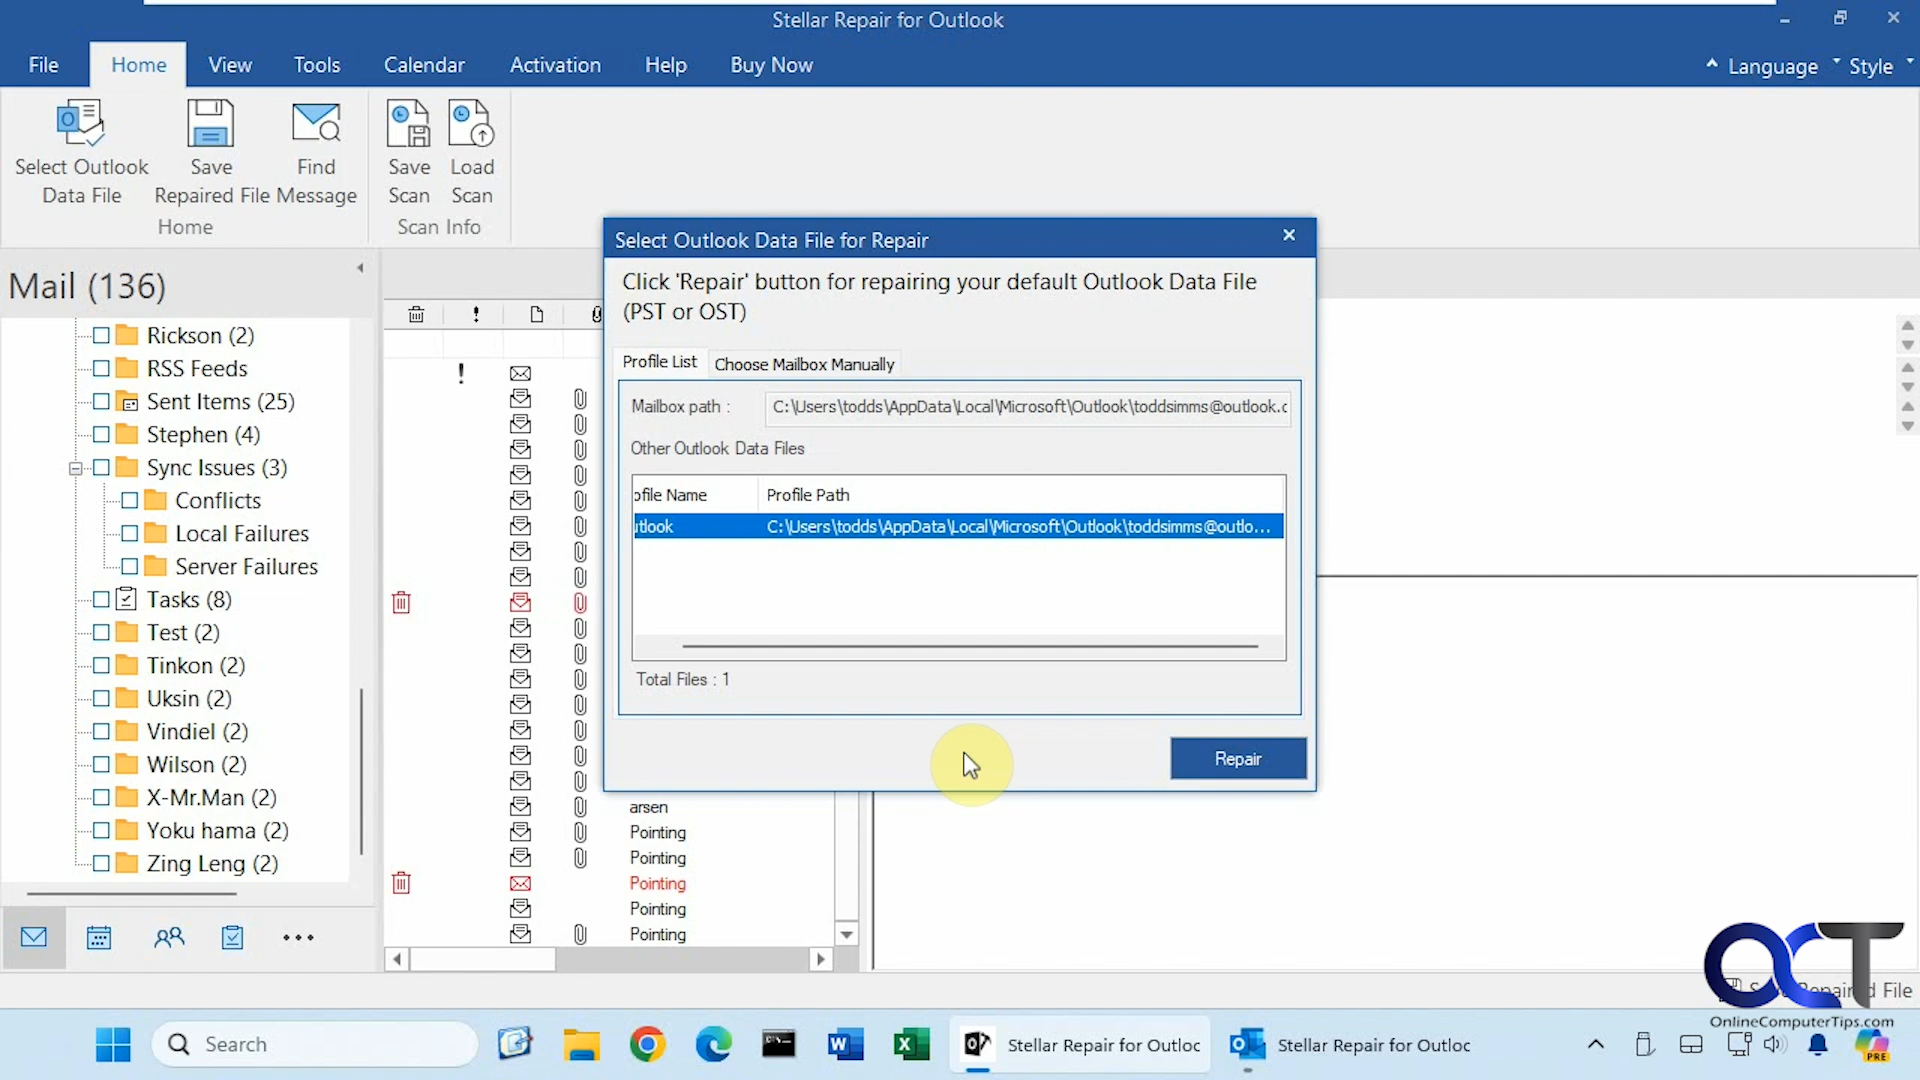 Stellar Repair for Outlook
File Home View Tools Calendar Activation Help Buy Now Language Style
Select Outlook Data File
Save Repaired File
Find Message
Home
Save Scan
Load Scan
Scan Info
Mail (136)
Rickson (2)
RSS Feeds
Sent Items (25)
Stephen (4)
Sync Issues (3)
Conflicts
Local Failures
Server Failures
Tasks (8)
Test (2)
Tinkon (2)
Uksin (2)
Vindiel (2)
Wilson (2)
X-Mr.Man (2)
Yoku hama (2)
Zing Leng (2)
Select Outlook Data File for Repair
Click 'Repair' button for repairing your default Outlook Data File
(PST or OST)
Profile List Choose Mailbox Manually
Mailbox path : C:\Users\todds\AppData\Local\Microsoft\Outlook\toddsimms@outlook.c
Other Outlook Data Files
ofile Name Profile Path
utlook C:\Users\todds\AppData\Local\Microsoft\Outlook\toddsimms@outlo...
Total Files : 1
Repair
arsen
Pointing
Pointing
Pointing
Pointing
Pointing
OCT
File
OnlineComputerTips.com
Search
Stellar Repair for Outloc
Stellar Repair for Outloc
PRE